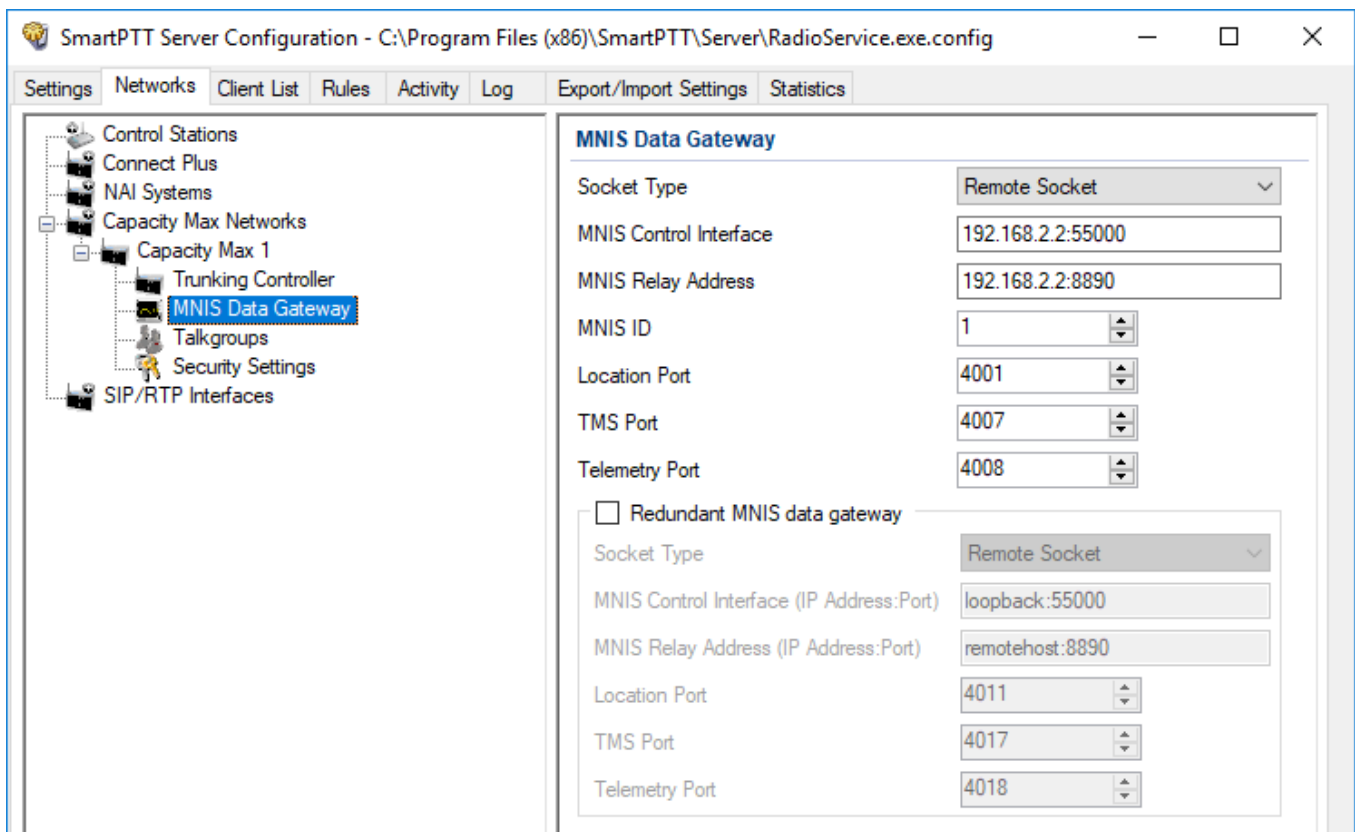 SmartPTT Server Configuration - C:\Program Files (x86)\SmartPTT\Server\RadioService.exe.config
Settings Networks Client List Rules Activity Log Export/Import Settings Statistics
Control Stations
Connect Plus
NAI Systems
Capacity Max Networks
Capacity Max 1
Trunking Controller
MNIS Data Gateway
Talkgroups
Security Settings
SIP/RTP Interfaces
MNIS Data Gateway
Socket Type Remote Socket
MNIS Control Interface 192.168.2.2:55000
MNIS Relay Address 192.168.2.2:8890
MNIS ID 1
Location Port 4001
TMS Port 4007
Telemetry Port 4008
Redundant MNIS data gateway
Socket Type Remote Socket
MNIS Control Interface (IP Address:Port) loopback:55000
MNIS Relay Address (IP Address:Port) remotehost:8890
Location Port 4011
TMS Port 4017
Telemetry Port 4018